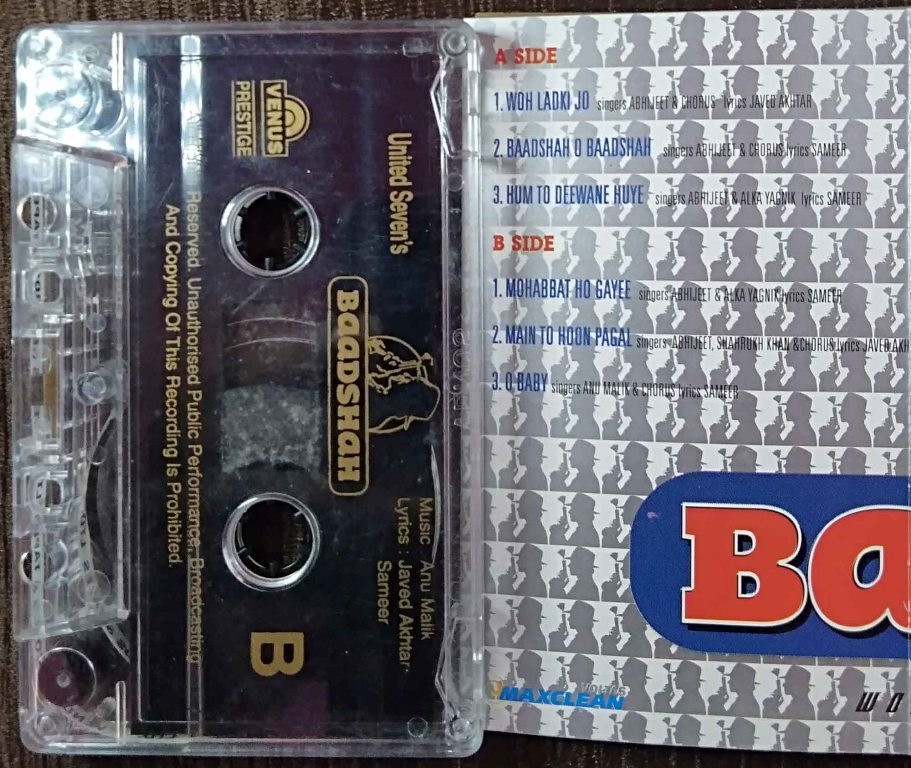 VENUS
PRESTIGE
United Seven's
BaaDSHaH
Music : Anu Malik
Lyrics : Javed Akhtar
Sameer
Reserved. Unauthorised Public Performance, Broadcasting
And Copying Of This Recording Is Prohibited.
B
A SIDE
1. WOH LADKI JO singers ABHIJEET & CHORUS lyrics JAVED AKHTAR
2. BAADSHAH O BAADSHAH singers ABHIJEET & CHORUS lyrics SAMEER
3. HUM TO DEEWANE HUYE singers ABHIJEET & ALKA YAGNIK lyrics SAMEER
B SIDE
1. MOHABBAT HO GAYEE singers ABHIJEET & ALKA YAGNIK lyrics SAMEER
2. MAIN TO HOON PAGAL singers ABHIJEET, SHAHRUKH KHAN & CHORUS lyrics JAVED AKH
3. O BABY singers ANU MALIK & CHORUS lyrics SAMEER
Ba
MAXCLEAN
W O